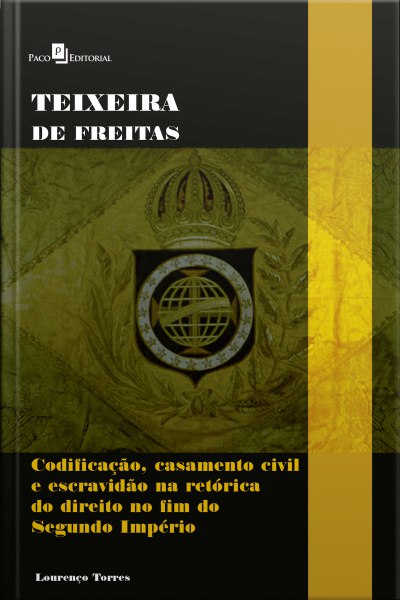 PACO EDITORIAL
TEIXEIRA
DE FREITAS
Codificação, casamento civil
e escravidão na retórica
do direito no fim do
Segundo Império
Lourenço Torres